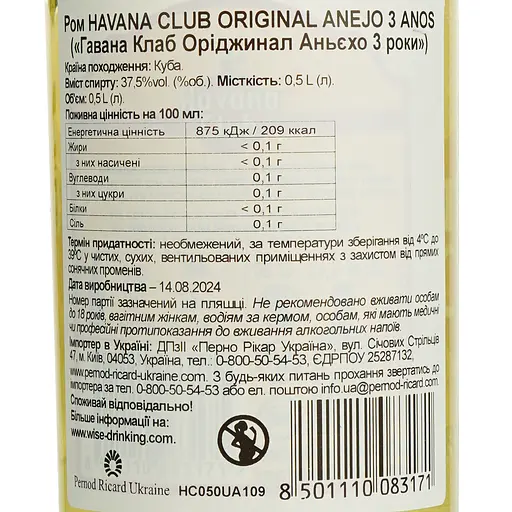 Ром HAVANA CLUB ORIGINAL ANEJO 3 ANOS
(«Гавана Клаб Оріджинал Аньєхо 3 роки»)
Країна походження: Куба.
Вміст спирту: 37,5%vol. (%об.). Місткість: 0,5 L (л).
Об'єм: 0,5 L (л).
Поживна цінність на 100 мл:
Енергетична цінність 875 кДж / 209 ккал
Жири < 0,1 г
з них насичені < 0,1 г
Вуглеводи 0,1 г
з них цукри 0,1 г
Білки < 0,1 г
Сіль 0,1 г
Термін придатності: необмежений, за температури зберігання від 4ºC до
39ºC у чистих, сухих, вентильованих приміщеннях з захистом від прямих
сонячних променів.
Дата виробництва – 14.08.2024
Номер партії зазначений на пляшці. Не рекомендовано вживати особам
до 18 років, вагітним жінкам, водіям за кермом, особам, які мають медичні
чи професійні протипоказання до вживання алкогольних напоїв.
Імпортер в Україні: ДПзІІ «Перно Рікар Україна», вул. Січових Стрільців
47, м. Київ, 04053, Україна, тел.: 0-800-50-54-53, ЄДРПОУ 25287132,
www.pernod-ricard-ukraine.com. З будь-яких питань прохання звертатись до
імпортера за тел. 0-800-50-54-53 або ел. поштою info.ua@pernod-ricard.com.
Споживай
відповідально!
Більше
інформації на:
www.wise-drinking.com.
Pernod Ricard Ukraine
HC050UA109
8 501110 083171